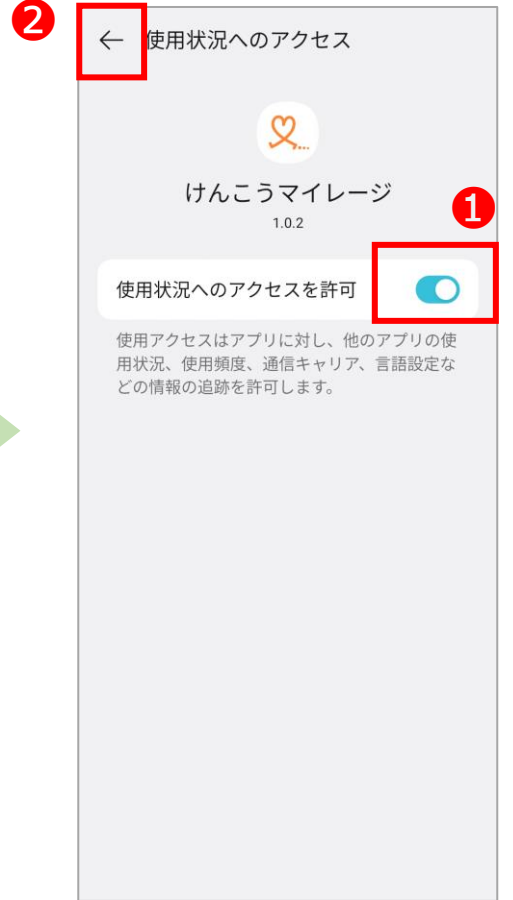 ❷
← 使用状況へのアクセス
けんこうマイレージ
1.0.2
❶
使用状況へのアクセスを許可
使用アクセスはアプリに対し、他のアプリの使
用状況、使用頻度、通信キャリア、言語設定な
どの情報の追跡を許可します。